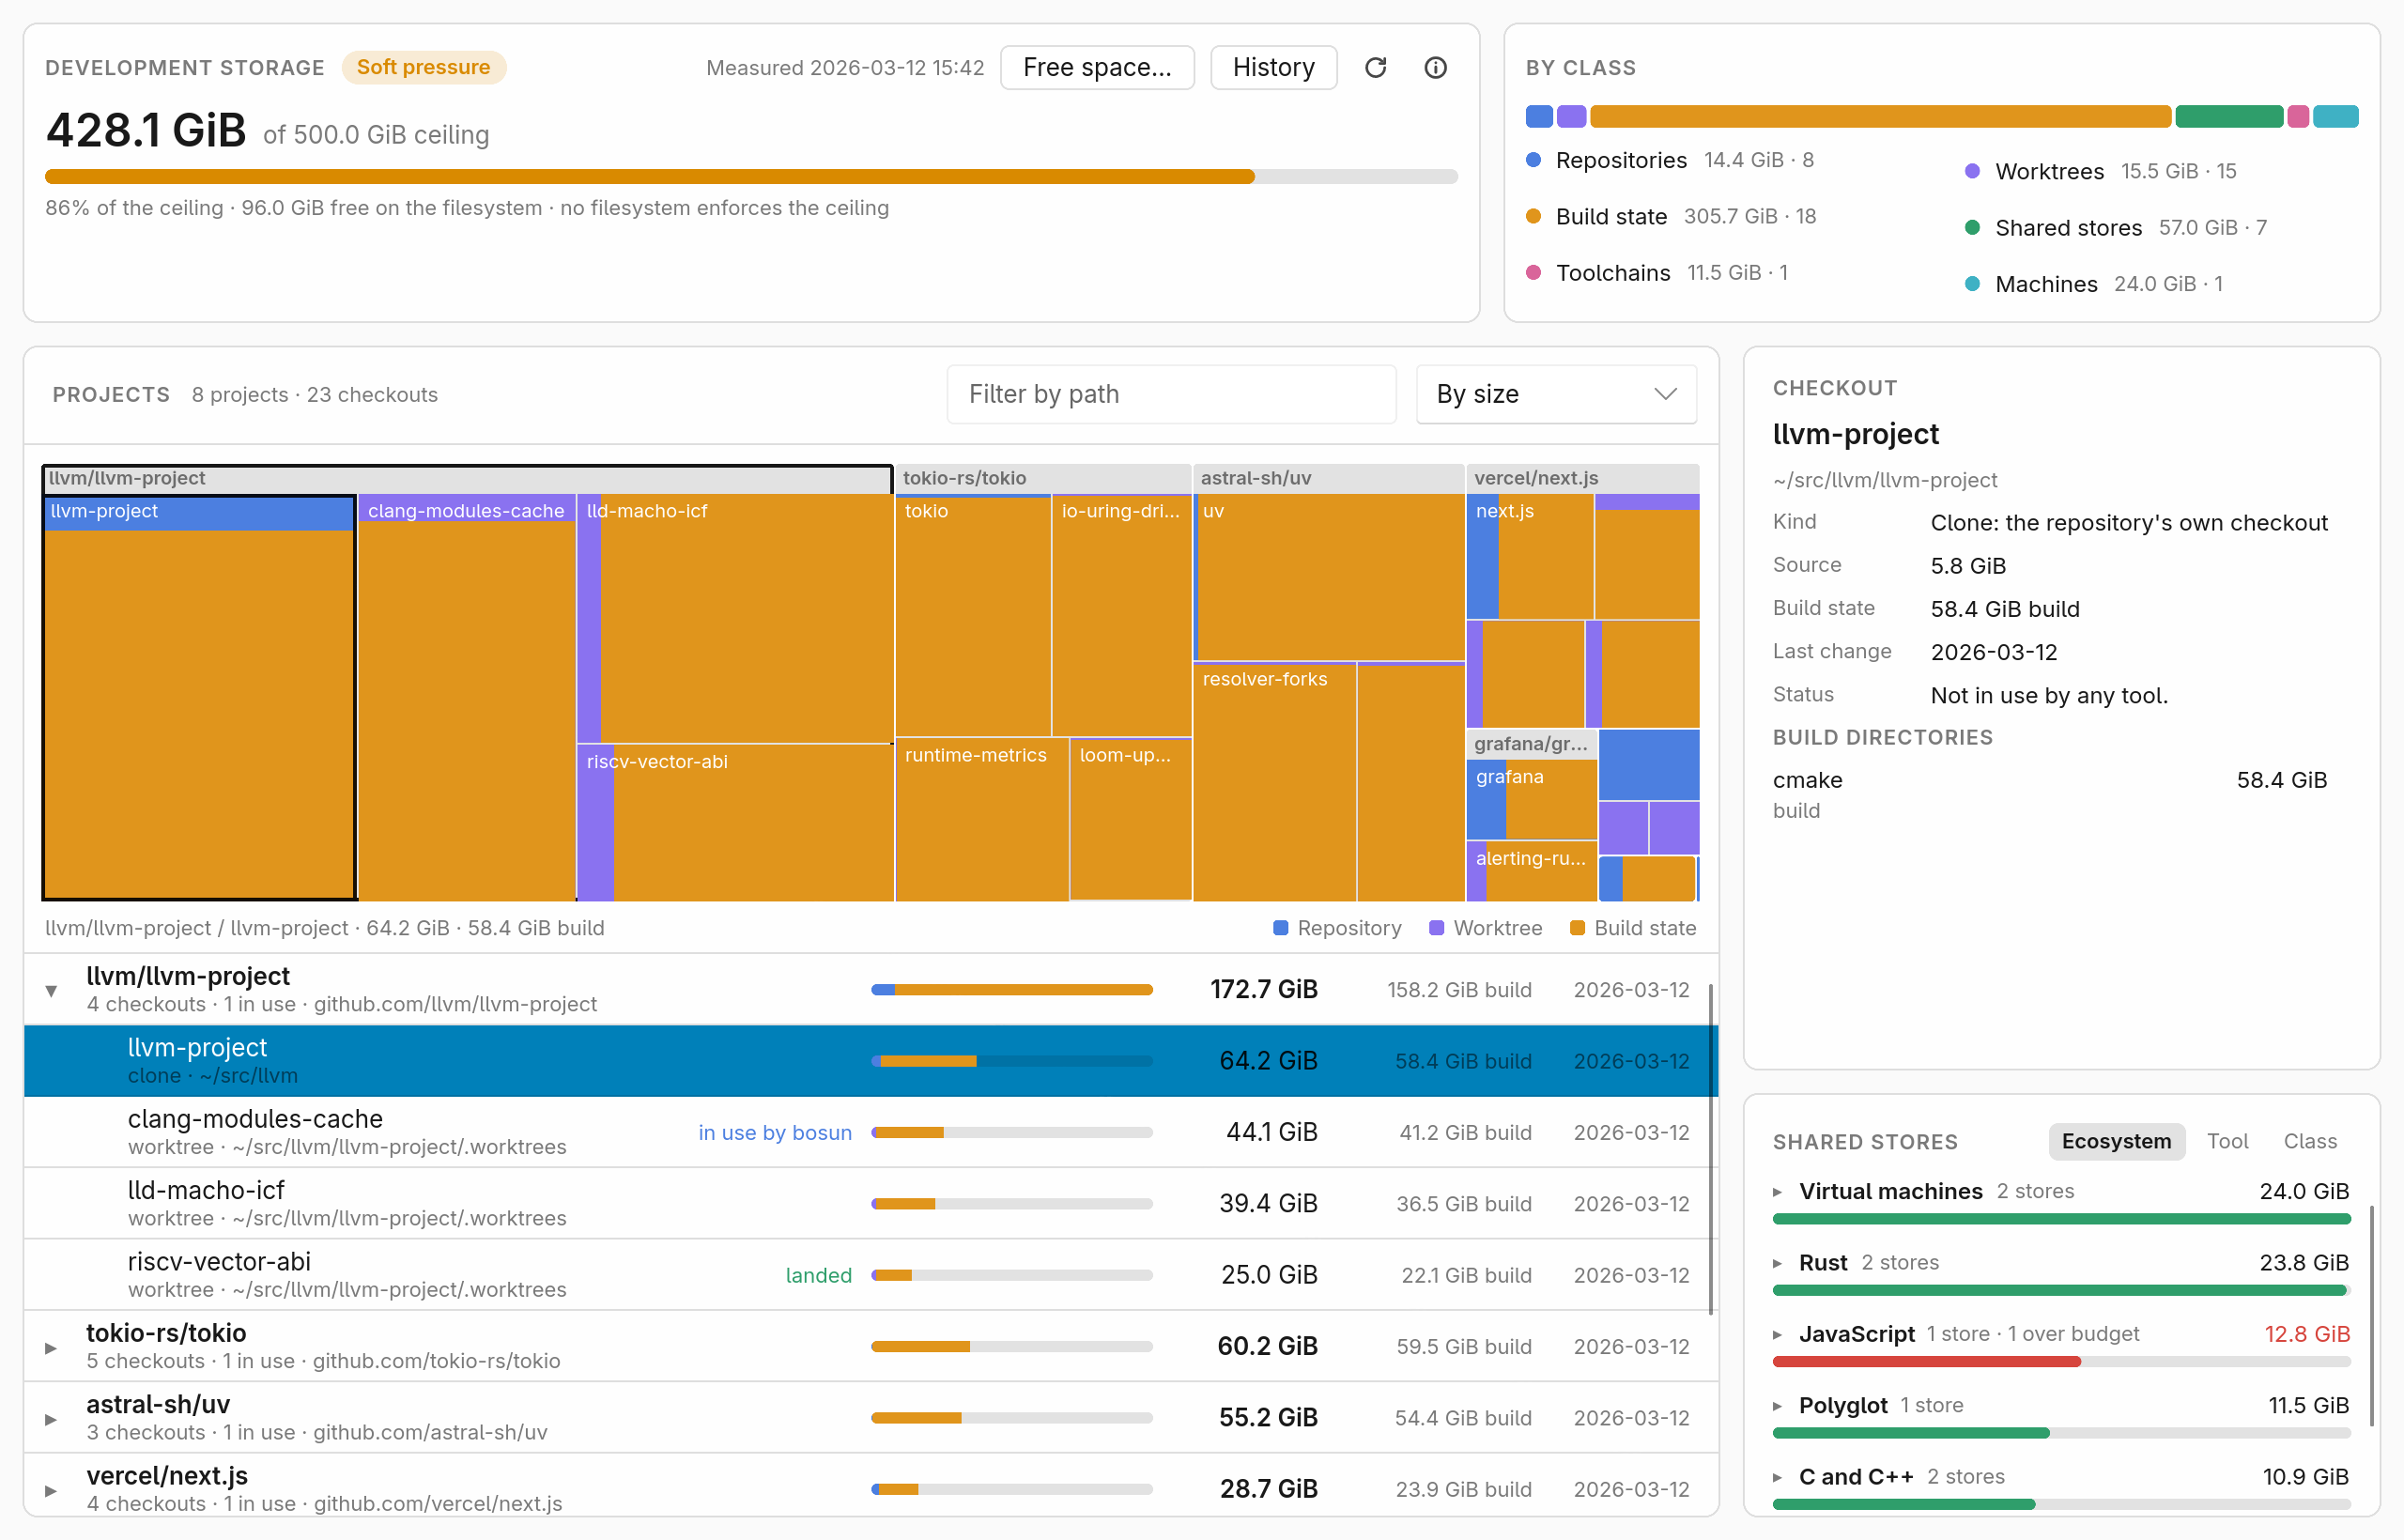 DEVELOPMENT STORAGE Soft pressure Measured 2026-03-12 15:42 Free space... History
428.1 GiB of 500.0 GiB ceiling
86% of the ceiling · 96.0 GiB free on the filesystem · no filesystem enforces the ceiling
BY CLASS
Repositories 14.4 GiB · 8
Worktrees 15.5 GiB · 15
Build state 305.7 GiB · 18
Shared stores 57.0 GiB · 7
Toolchains 11.5 GiB · 1
Machines 24.0 GiB · 1
PROJECTS 8 projects · 23 checkouts Filter by path By size
llvm/llvm-project tokio-rs/tokio astral-sh/uv vercel/next.js
llvm-project clang-modules-cache lld-macho-icf tokio io-uring-dri... uv next.js
resolver-forks
riscv-vector-abi runtime-metrics loom-up... grafana/gr...
grafana
alerting-ru...
llvm/llvm-project / llvm-project · 64.2 GiB · 58.4 GiB build Repository Worktree Build state
llvm/llvm-project 172.7 GiB 158.2 GiB build 2026-03-12
4 checkouts · 1 in use · github.com/llvm/llvm-project
llvm-project 64.2 GiB 58.4 GiB build 2026-03-12
clone · ~/src/llvm
clang-modules-cache in use by bosun 44.1 GiB 41.2 GiB build 2026-03-12
worktree · ~/src/llvm/llvm-project/.worktrees
lld-macho-icf 39.4 GiB 36.5 GiB build 2026-03-12
worktree · ~/src/llvm/llvm-project/.worktrees
riscv-vector-abi landed 25.0 GiB 22.1 GiB build 2026-03-12
worktree · ~/src/llvm/llvm-project/.worktrees
tokio-rs/tokio 60.2 GiB 59.5 GiB build 2026-03-12
5 checkouts · 1 in use · github.com/tokio-rs/tokio
astral-sh/uv 55.2 GiB 54.4 GiB build 2026-03-12
3 checkouts · 1 in use · github.com/astral-sh/uv
vercel/next.js 28.7 GiB 23.9 GiB build 2026-03-12
4 checkouts · 1 in use · github.com/vercel/next.js
CHECKOUT
llvm-project
~/src/llvm/llvm-project
Kind Clone: the repository's own checkout
Source 5.8 GiB
Build state 58.4 GiB build
Last change 2026-03-12
Status Not in use by any tool.
BUILD DIRECTORIES
cmake 58.4 GiB
build
SHARED STORES Ecosystem Tool Class
Virtual machines 2 stores 24.0 GiB
Rust 2 stores 23.8 GiB
JavaScript 1 store · 1 over budget 12.8 GiB
Polyglot 1 store 11.5 GiB
C and C++ 2 stores 10.9 GiB